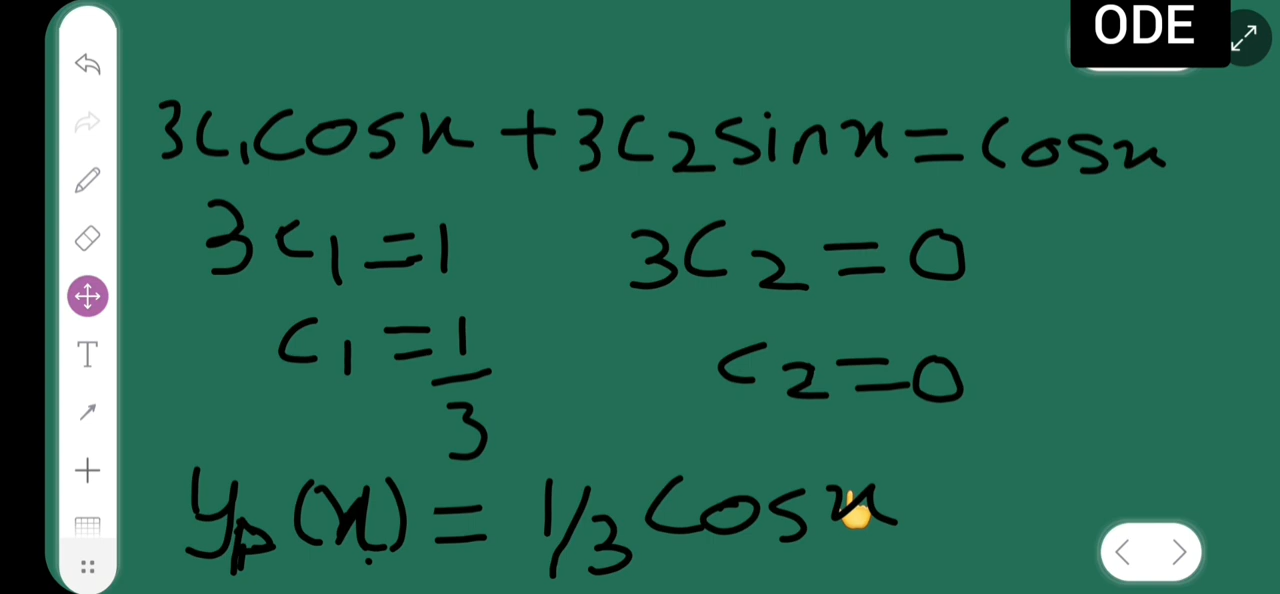 ODE
3C₁cosx + 3C₂sinx = cosx
3C₁ = 1 3C₂ = 0
C₁ = 1/3 C₂ = 0
yₚ(x) = 1/3 cosx
T